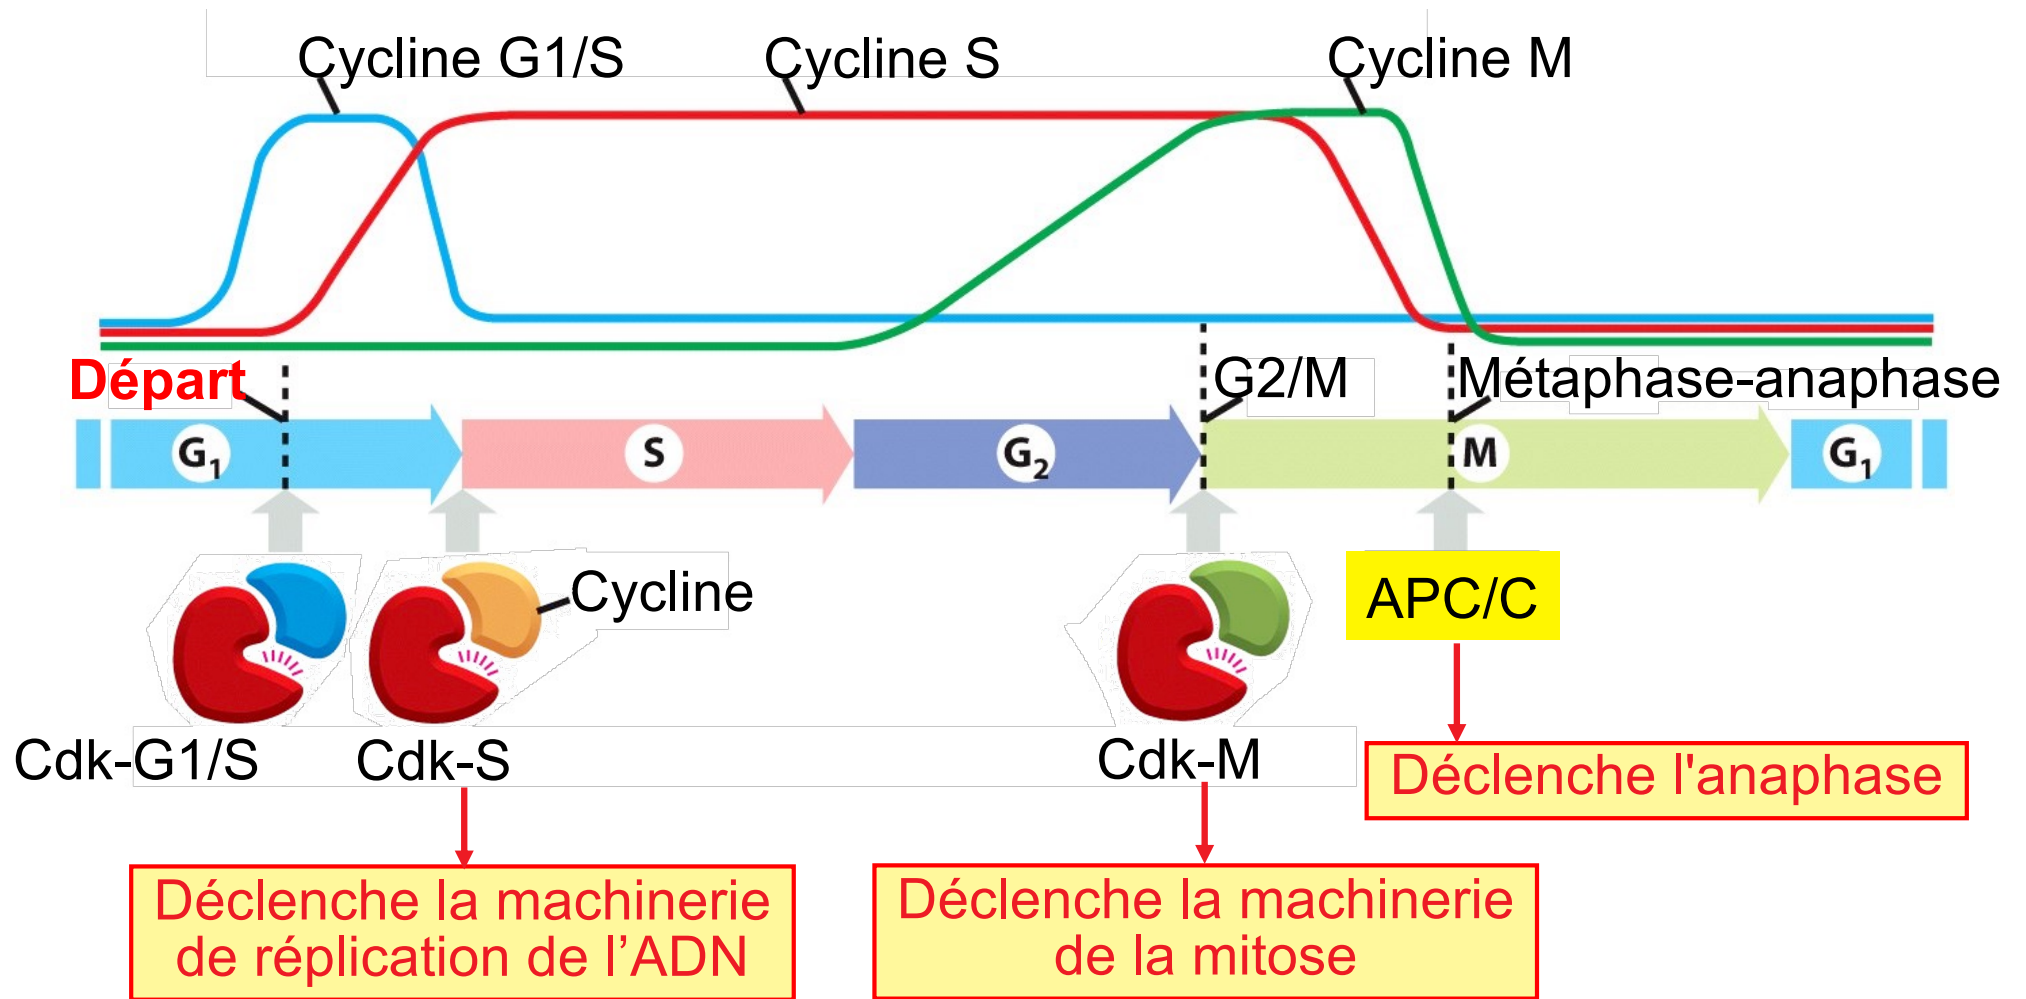 Cycline G1/S
Cycline S
Cycline M
Départ
G2/M
Métaphase-anaphase
G1
S
G2
M
G1
Cycline
APC/C
Cdk-G1/S
Cdk-S
Cdk-M
Déclenche l'anaphase
Déclenche la machinerie
de réplication de l’ADN
Déclenche la machinerie
de la mitose